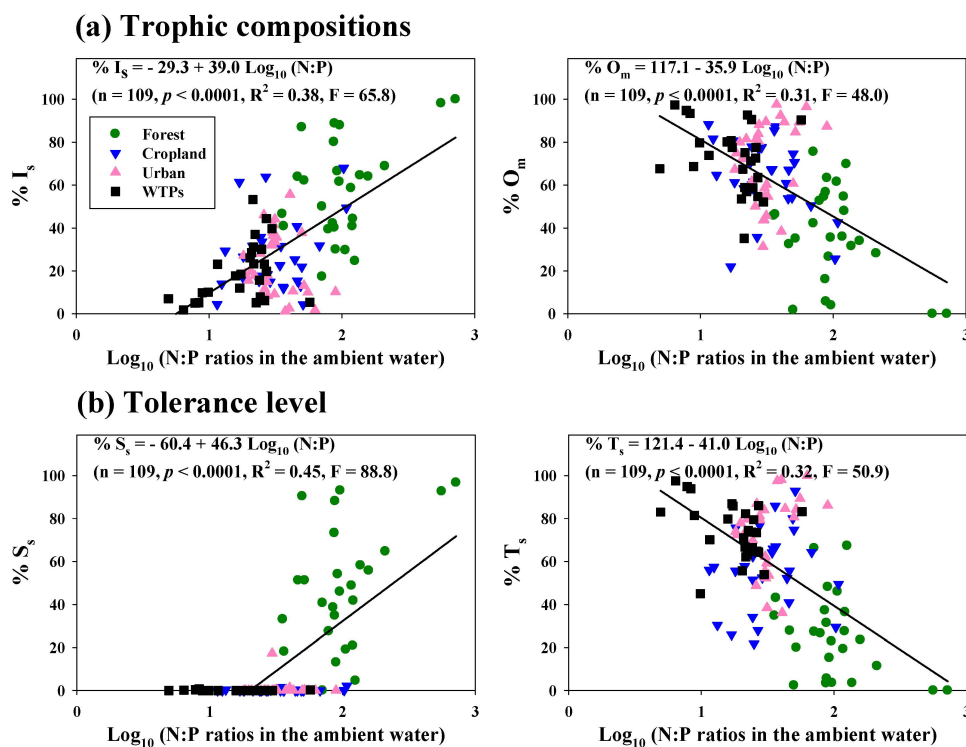 (a) Trophic compositions
% Is = - 29.3 + 39.0 Log10 (N:P)
(n = 109, p < 0.0001, R2 = 0.38, F = 65.8)
Forest
Cropland
Urban
WTPs
% Is
100
80
60
40
20
0
0
1
2
3
Log10 (N:P ratios in the ambient water)
% Om = 117.1 - 35.9 Log10 (N:P)
(n = 109, p < 0.0001, R2 = 0.31, F = 48.0)
% Om
100
80
60
40
20
0
0
1
2
3
Log10 (N:P ratios in the ambient water)
(b) Tolerance level
% Ss = - 60.4 + 46.3 Log10 (N:P)
(n = 109, p < 0.0001, R2 = 0.45, F = 88.8)
% Ss
100
80
60
40
20
0
0
1
2
3
Log10 (N:P ratios in the ambient water)
% Ts = 121.4 - 41.0 Log10 (N:P)
(n = 109, p < 0.0001, R2 = 0.32, F = 50.9)
% Ts
100
80
60
40
20
0
0
1
2
3
Log10 (N:P ratios in the ambient water)